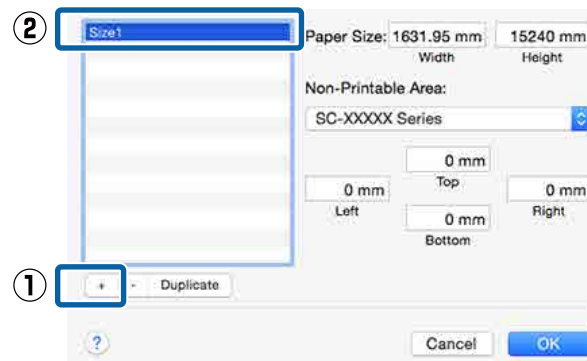 ②
Size1
Paper Size: 1631.95 mm 15240 mm
Width Height
Non-Printable Area:
SC-XXXXX Series
0 mm
Top
0 mm 0 mm
Left Right
0 mm
Bottom
①
+ - Duplicate
? Cancel OK